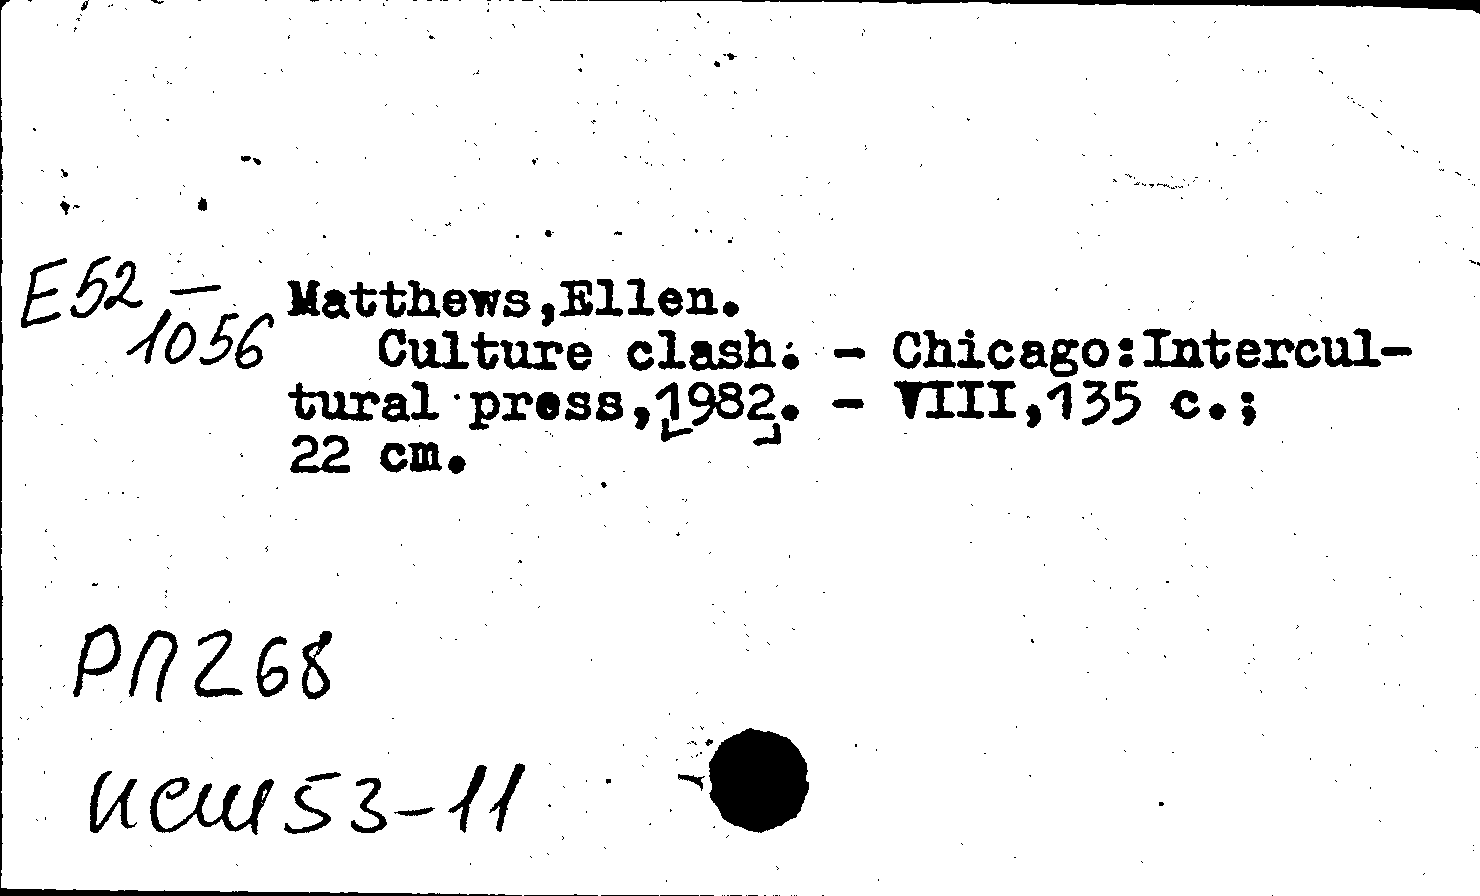 E52 —
1056
Matthews,Ellen.
Culture clash. - Chicago:Intercul-
tural press,[1982]. - VIII,135 c.;
22 cm.
РП268
исш53-11